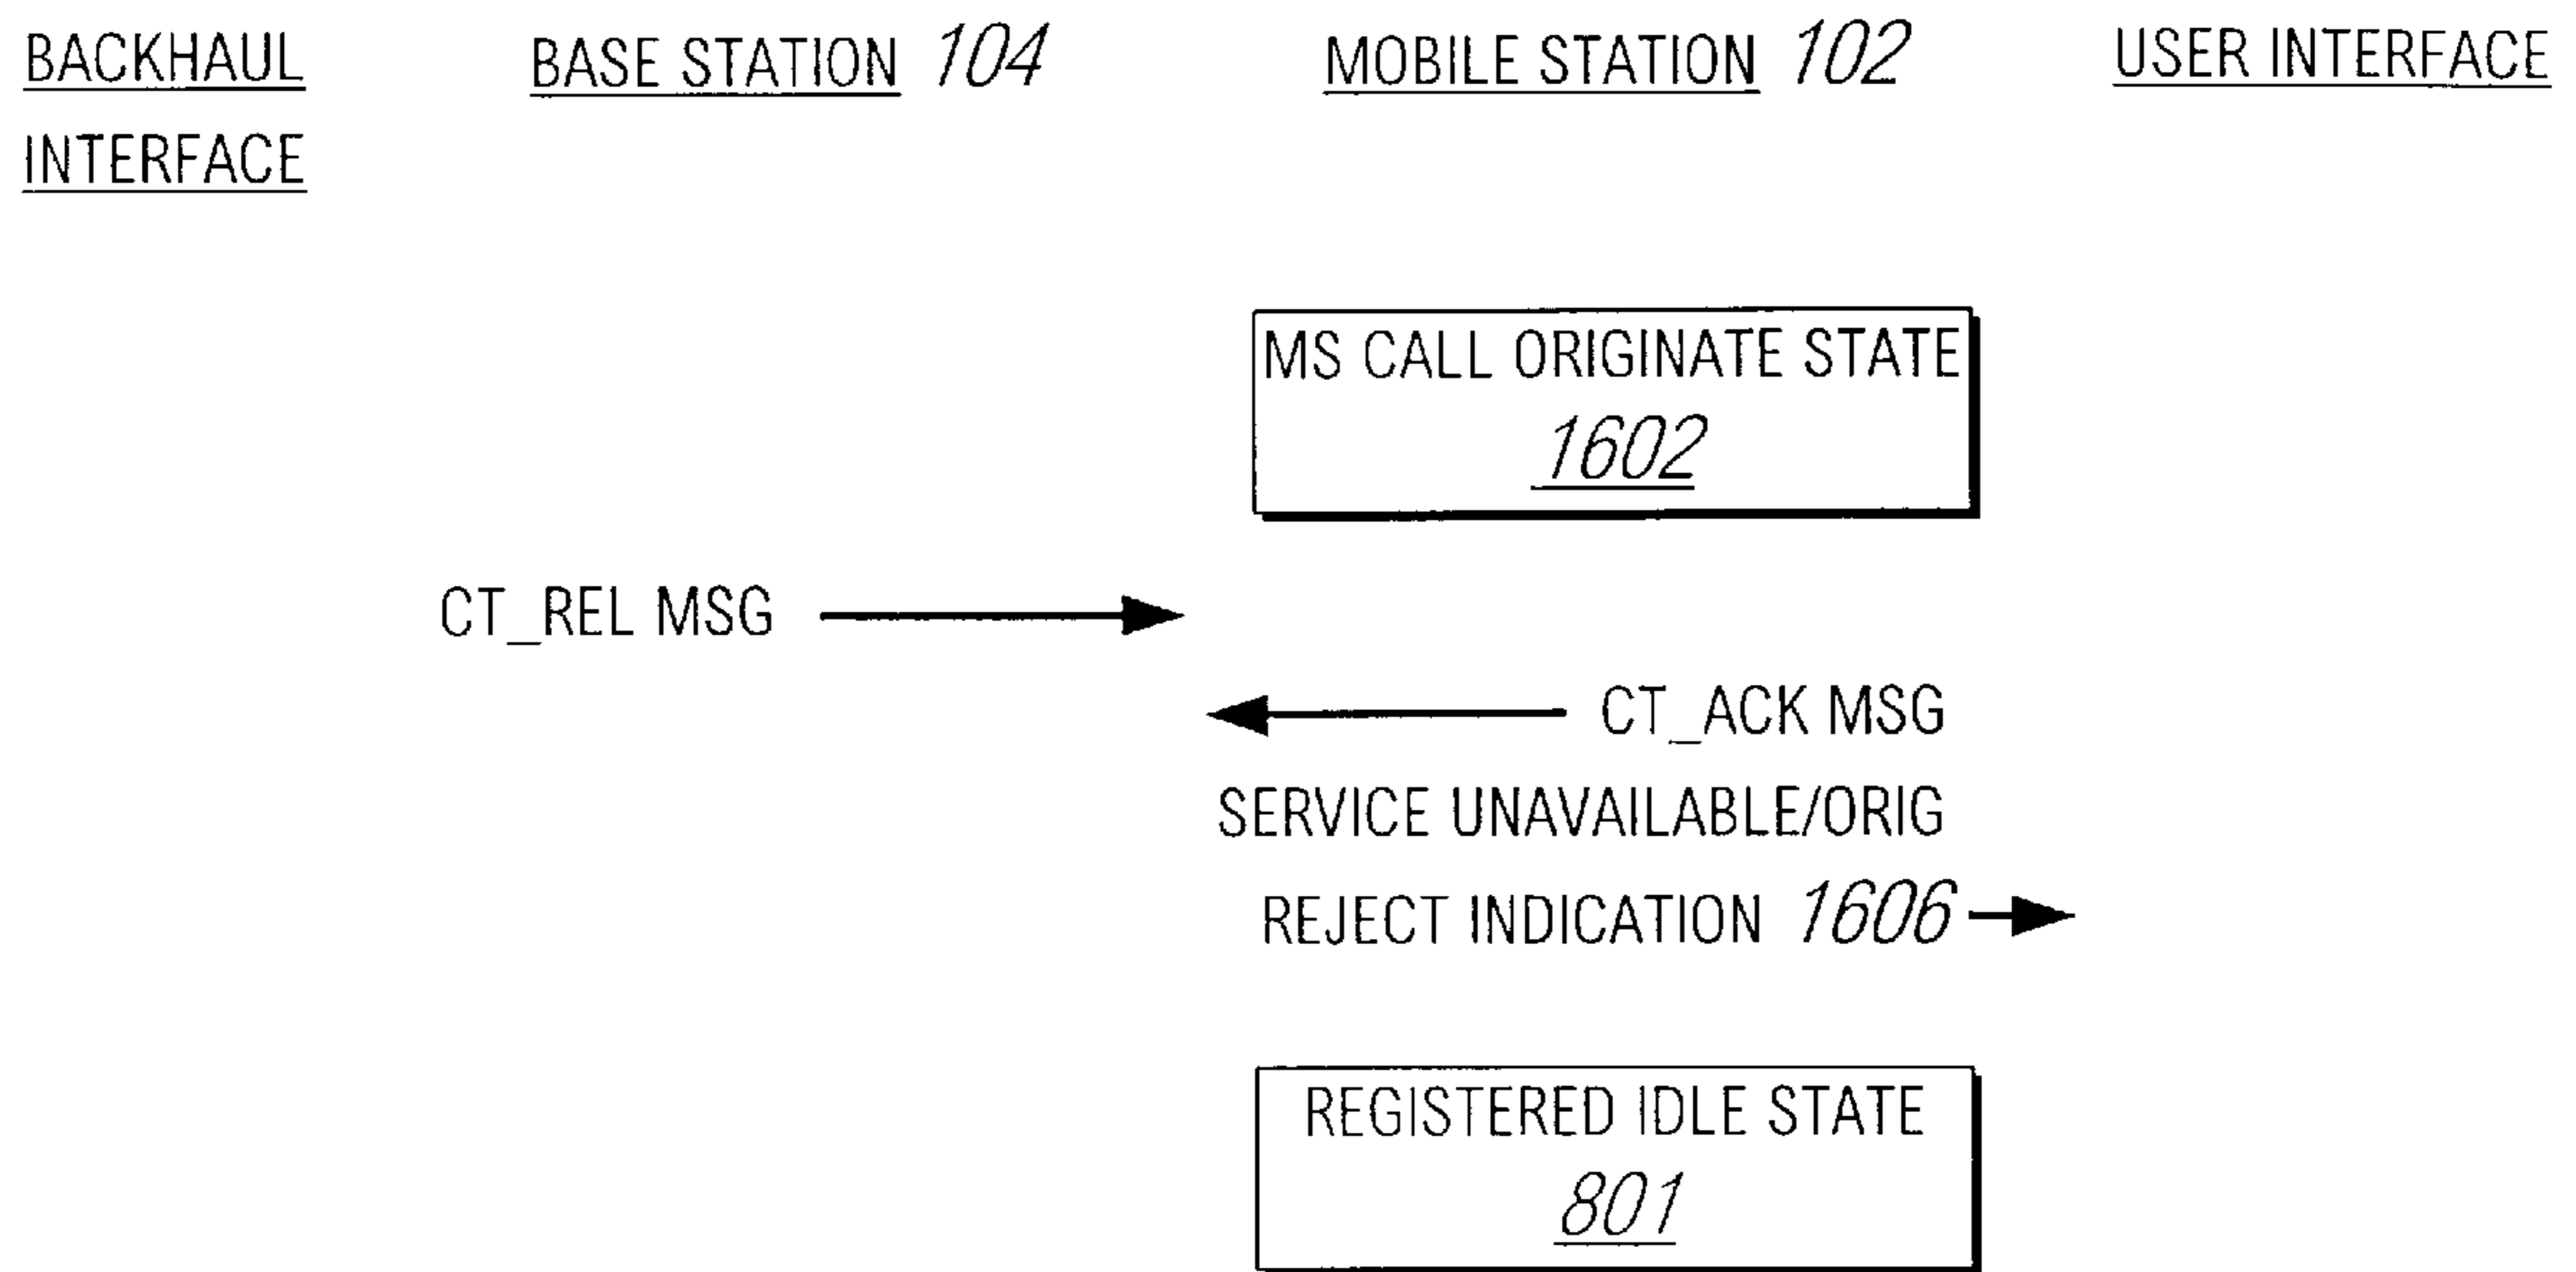 BACKHAUL
INTERFACE
BASE STATION 104
MOBILE STATION 102
USER INTERFACE
MS CALL ORIGINATE STATE
1602
CT_REL MSG
CT_ACK MSG
SERVICE UNAVAILABLE/ORIG
REJECT INDICATION 1606
REGISTERED IDLE STATE
801